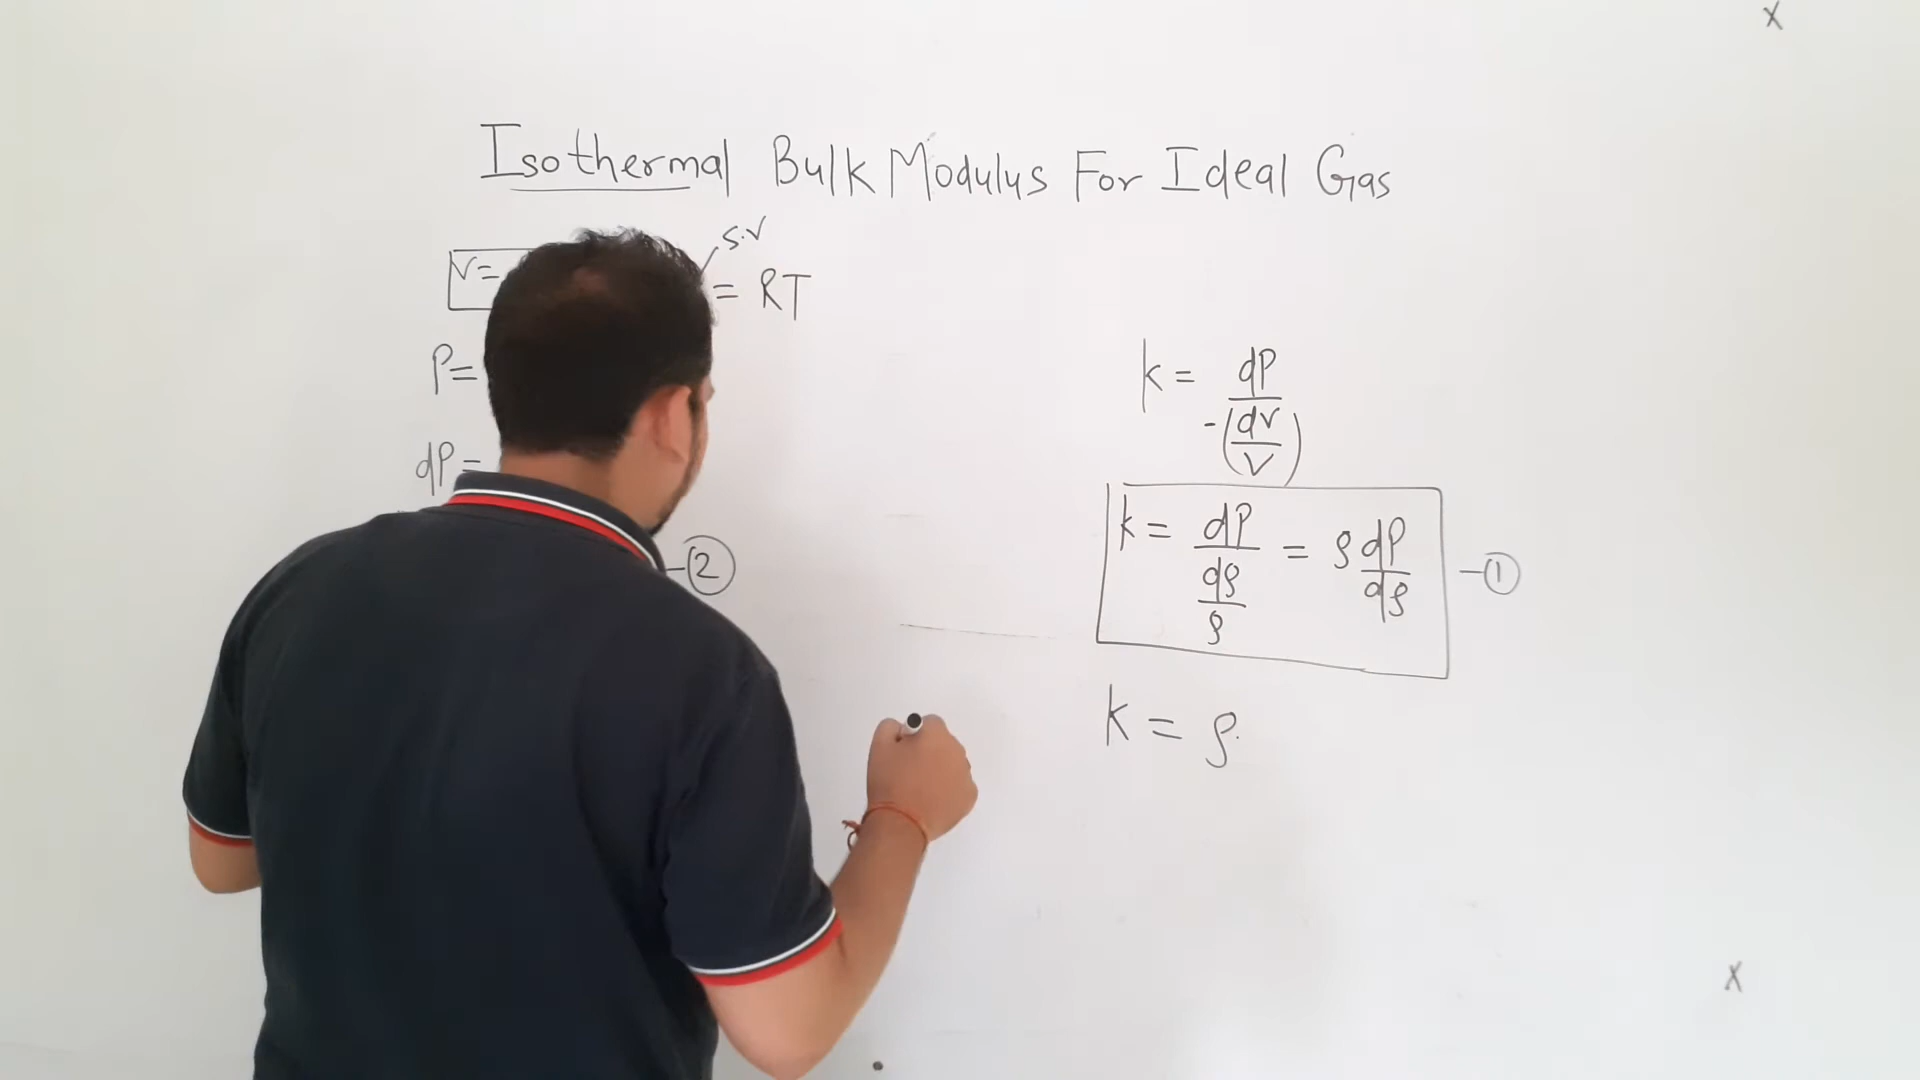 Isothermal Bulk Modulus For Ideal Gas
S.V
V=
= RT
P=
dP=
-②
K = dP / -(dv/V)
K = dP / (dρ/ρ) = ρ dP/dρ -①
K = ρ.
X
X